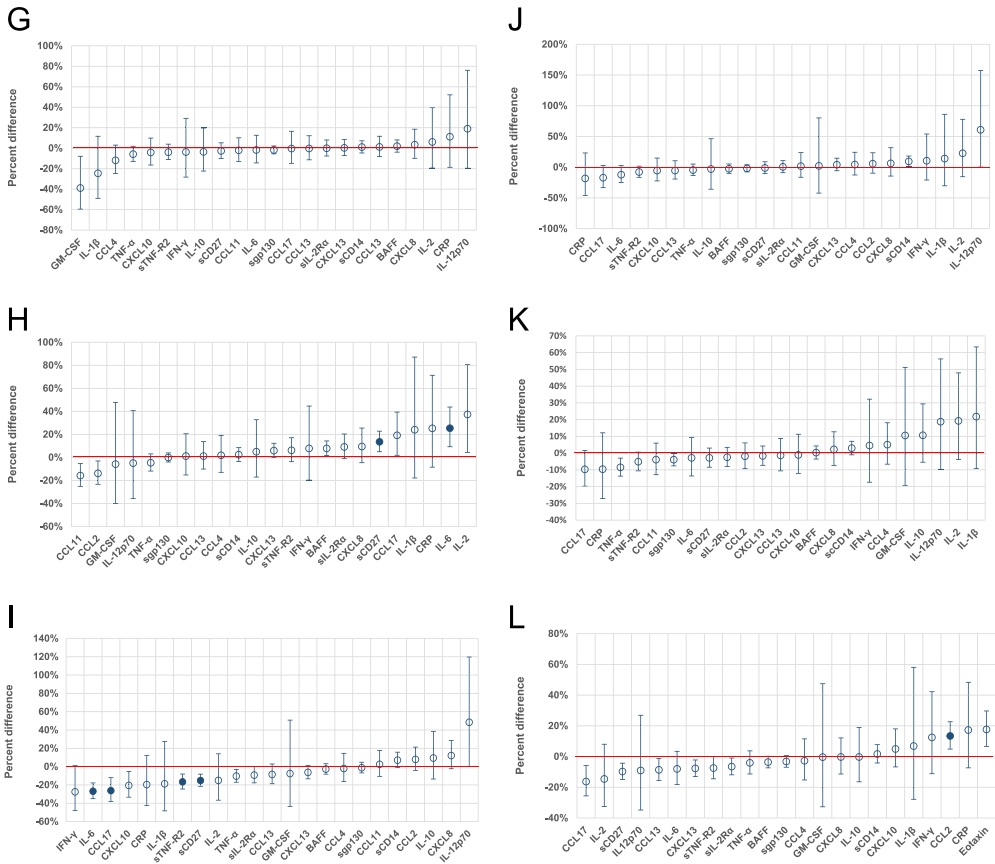 G
Percent difference
100%
80%
60%
40%
20%
0%
-20%
-40%
-60%
-80%
GM-CSF
IL-1β
CCL4
TNF-α
CXCL10
sTNF-R2
IFN-γ
IL-10
sCD27
CCL11
IL-6
sgp130
CCL17
CCL13
sIL-2Rα
CXCL13
sCD14
CCL13
BAFF
CXCL8
IL-2
CRP
IL-12p70
J
Percent difference
200%
150%
100%
50%
0%
-50%
-100%
CRP
CCL17
IL-6
sTNF-R2
CXCL10
CCL13
TNF-α
IL-10
BAFF
sgp130
sCD27
sIL-2Rα
CCL11
GM-CSF
CXCL13
CCL4
CCL2
CXCL8
sCD14
IFN-γ
IL-1β
IL-2
IL-12p70
H
Percent difference
100%
80%
60%
40%
20%
0%
-20%
-40%
-60%
CCL11
CCL2
GM-CSF
IL-12p70
TNF-α
sgp130
CXCL10
CCL13
CCL4
scCD14
IL-10
CXCL13
sTNF-R2
IFN-γ
BAFF
sIL-2Rα
CXCL8
sCD27
CCL17
IL-1β
CRP
IL-6
IL-2
K
Percent difference
70%
60%
50%
40%
30%
20%
10%
0%
-10%
-20%
-30%
-40%
CCL17
CRP
TNF-α
sTNF-R2
CCL11
sgp130
IL-6
sCD27
sIL-2Rα
CCL2
CXCL13
CCL13
CXCL10
BAFF
CXCL8
scCD14
IFN-γ
CCL4
GM-CSF
IL-10
IL-12p70
IL-2
IL-1β
I
Percent difference
140%
120%
100%
80%
60%
40%
20%
0%
-20%
-40%
-60%
IFN-γ
IL-6
CCL17
CXCL10
CRP
IL-1β
sTNF-R2
sCD27
IL-2
TNF-α
sIL-2Rα
CCL13
GM-CSF
CXCL13
BAFF
CCL4
sgp130
CCL11
sCD14
CCL2
IL-10
CXCL8
IL-12p70
L
Percent difference
80%
60%
40%
20%
0%
-20%
-40%
CCL17
IL-2
sCD27
IL12p70
CCL13
IL-6
CXCL13
sTNF-R2
sIL-2Rα
TNF-α
BAFF
sgp130
CCL4
GM-CSF
CXCL8
IL-10
sCD14
CXCL10
IL-1β
IFN-γ
CCL2
CRP
Eotaxin